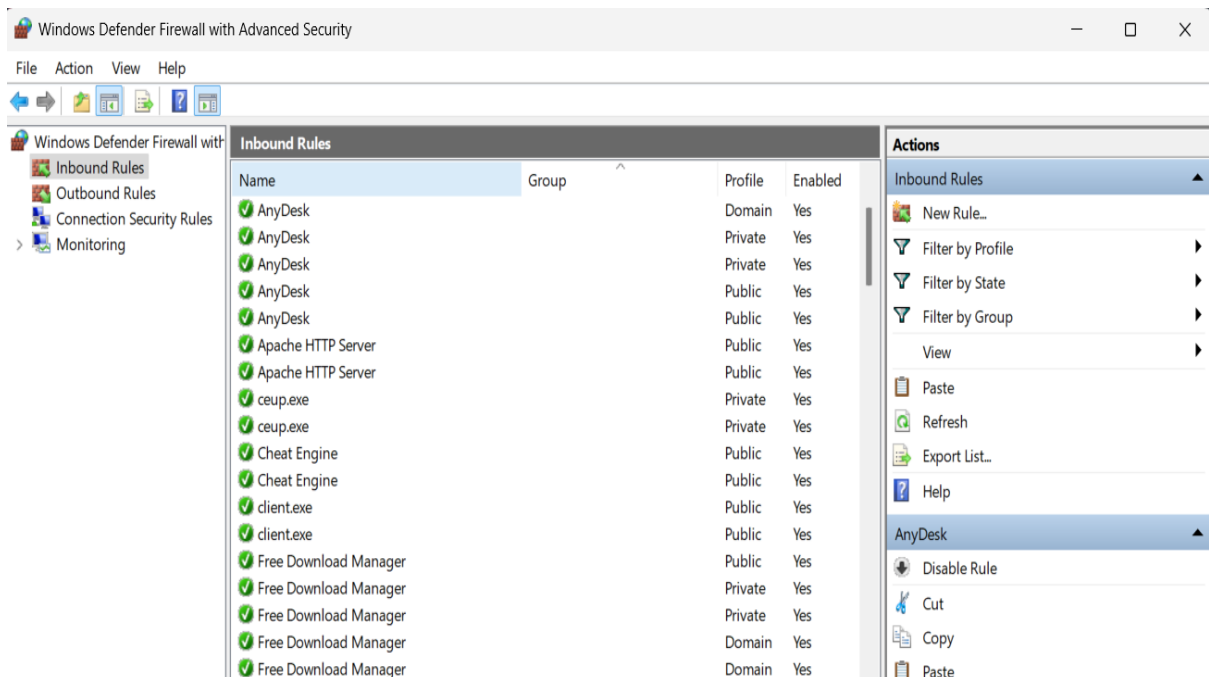 Windows Defender Firewall with Advanced Security
File Action View Help
Windows Defender Firewall with
Inbound Rules
Outbound Rules
Connection Security Rules
Monitoring
Inbound Rules
Name Group Profile Enabled
AnyDesk Domain Yes
AnyDesk Private Yes
AnyDesk Private Yes
AnyDesk Public Yes
AnyDesk Public Yes
Apache HTTP Server Public Yes
Apache HTTP Server Public Yes
ceup.exe Private Yes
ceup.exe Private Yes
Cheat Engine Public Yes
Cheat Engine Public Yes
client.exe Public Yes
client.exe Public Yes
Free Download Manager Public Yes
Free Download Manager Private Yes
Free Download Manager Private Yes
Free Download Manager Domain Yes
Free Download Manager Domain Yes
Actions
Inbound Rules
New Rule...
Filter by Profile
Filter by State
Filter by Group
View
Paste
Refresh
Export List...
Help
AnyDesk
Disable Rule
Cut
Copy
Paste